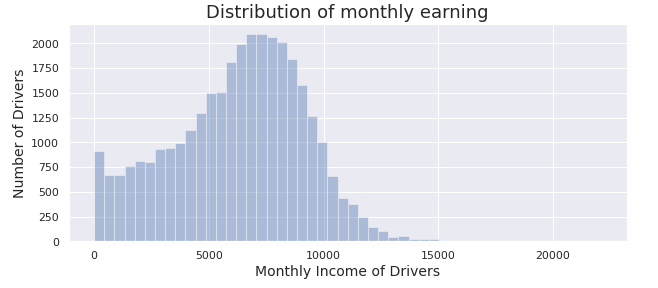 Distribution of monthly earning
Number of Drivers
2000
1750
1500
1250
1000
750
500
250
0
0 5000 10000 15000 20000
Monthly Income of Drivers